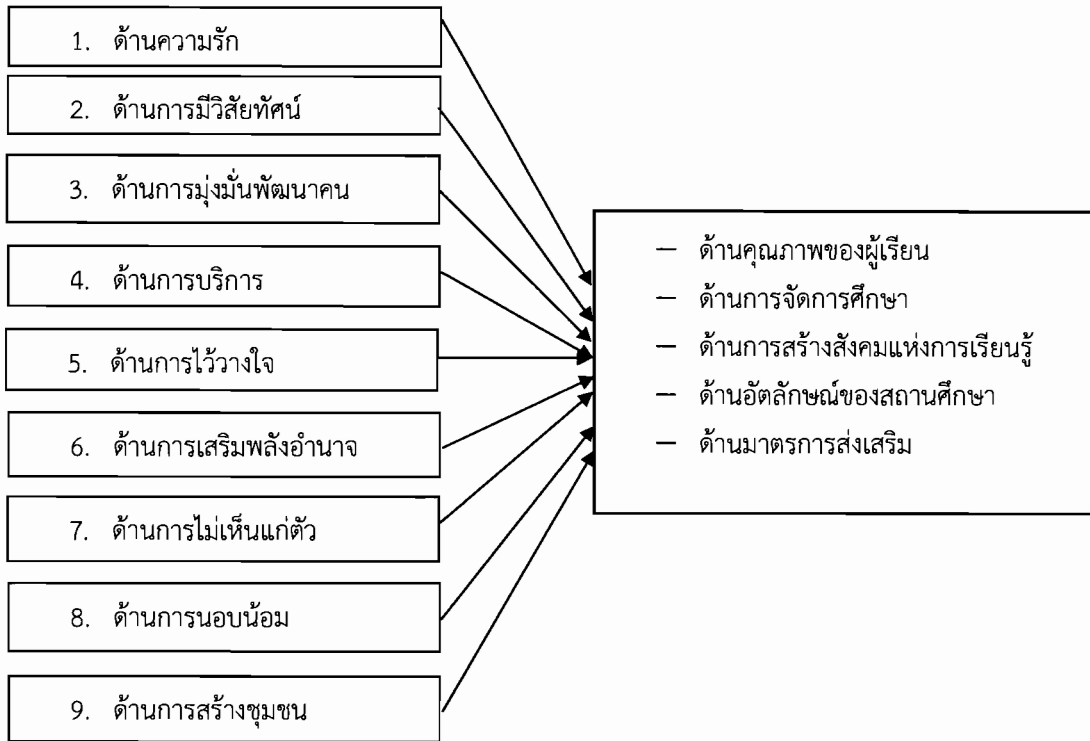 1. ด้านความรัก
2. ด้านการมีวิสัยทัศน์
3. ด้านการมุ่งมั่นพัฒนาคน
4. ด้านการบริการ
5. ด้านการไว้วางใจ
6. ด้านการเสริมพลังอำนาจ
7. ด้านการไม่เห็นแก่ตัว
8. ด้านการนอบน้อม
9. ด้านการสร้างชุมชน
– ด้านคุณภาพของผู้เรียน
– ด้านการจัดการศึกษา
– ด้านการสร้างสังคมแห่งการเรียนรู้
– ด้านอัตลักษณ์ของสถานศึกษา
– ด้านมาตรการส่งเสริม